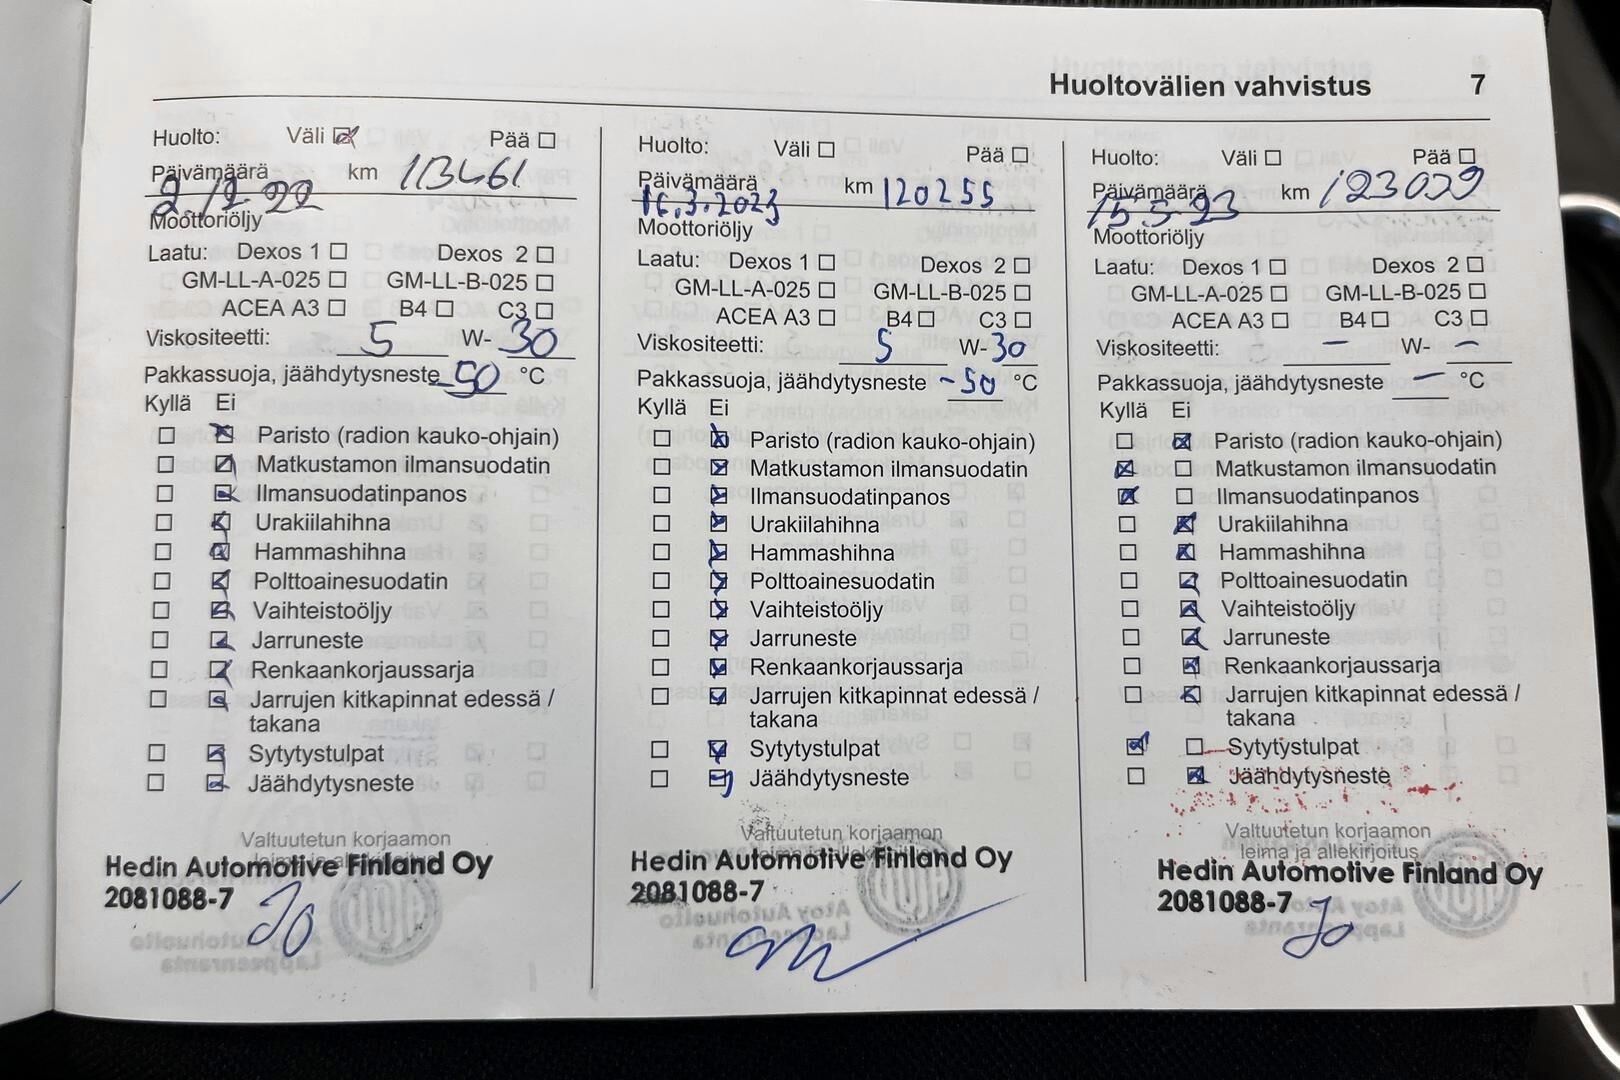 Huoltovälien vahvistus 7
Huolto: Väli ☒ Pää ☐
Päivämäärä km 113461
Moottoriöljy
Laatu: Dexos 1 ☐ Dexos 2 ☐
GM-LL-A-025 ☐ GM-LL-B-025 ☐
ACEA A3 ☐ B4 ☐ C3 ☐
Viskositeetti: 5 W- 30
Pakkassuoja, jäähdytysneste -50 °C
Kyllä Ei
☐ ☒ Paristo (radion kauko-ohjain)
☐ ☒ Matkustamon ilmansuodatin
☐ ☒ Ilmansuodatinpanos
☐ ☒ Urakiilahihna
☐ ☒ Hammashihna
☐ ☒ Polttoainesuodatin
☐ ☒ Vaihteistoöljy
☐ ☒ Jarruneste
☐ ☒ Renkaankorjaussarja
☐ ☒ Jarrujen kitkapinnat edessä /
takana
☐ ☒ Sytytystulpat
☐ ☒ Jäähdytysneste
Valtuutetun korjaamon
leima ja allekirjoitus
Hedin Automotive Finland Oy
2081088-7
Huolto: Väli ☐ Pää ☐
Päivämäärä km 120255
16.3.2023
Moottoriöljy
Laatu: Dexos 1 ☐ Dexos 2 ☐
GM-LL-A-025 ☐ GM-LL-B-025 ☐
ACEA A3 ☐ B4 ☐ C3 ☐
Viskositeetti: 5 W- 30
Pakkassuoja, jäähdytysneste -50 °C
Kyllä Ei
☐ ☒ Paristo (radion kauko-ohjain)
☐ ☒ Matkustamon ilmansuodatin
☐ ☒ Ilmansuodatinpanos
☐ ☒ Urakiilahihna
☐ ☒ Hammashihna
☐ ☒ Polttoainesuodatin
☐ ☒ Vaihteistoöljy
☐ ☒ Jarruneste
☐ ☒ Renkaankorjaussarja
☐ ☒ Jarrujen kitkapinnat edessä /
takana
☐ ☒ Sytytystulpat
☐ ☒ Jäähdytysneste
Valtuutetun korjaamon
leima ja allekirjoitus
Hedin Automotive Finland Oy
2081088-7
Huolto: Väli ☐ Pää ☐
Päivämäärä km 123029
15.5.23
Moottoriöljy
Laatu: Dexos 1 ☐ Dexos 2 ☐
GM-LL-A-025 ☐ GM-LL-B-025 ☐
ACEA A3 ☐ B4 ☐ C3 ☐
Viskositeetti: - W- -
Pakkassuoja, jäähdytysneste - °C
Kyllä Ei
☐ ☒ Paristo (radion kauko-ohjain)
☒ ☐ Matkustamon ilmansuodatin
☒ ☐ Ilmansuodatinpanos
☐ ☒ Urakiilahihna
☐ ☒ Hammashihna
☐ ☒ Polttoainesuodatin
☐ ☒ Vaihteistoöljy
☐ ☒ Jarruneste
☐ ☒ Renkaankorjaussarja
☐ ☒ Jarrujen kitkapinnat edessä /
takana
☒ ☐ Sytytystulpat
☐ ☒ Jäähdytysneste
Valtuutetun korjaamon
leima ja allekirjoitus
Hedin Automotive Finland Oy
2081088-7